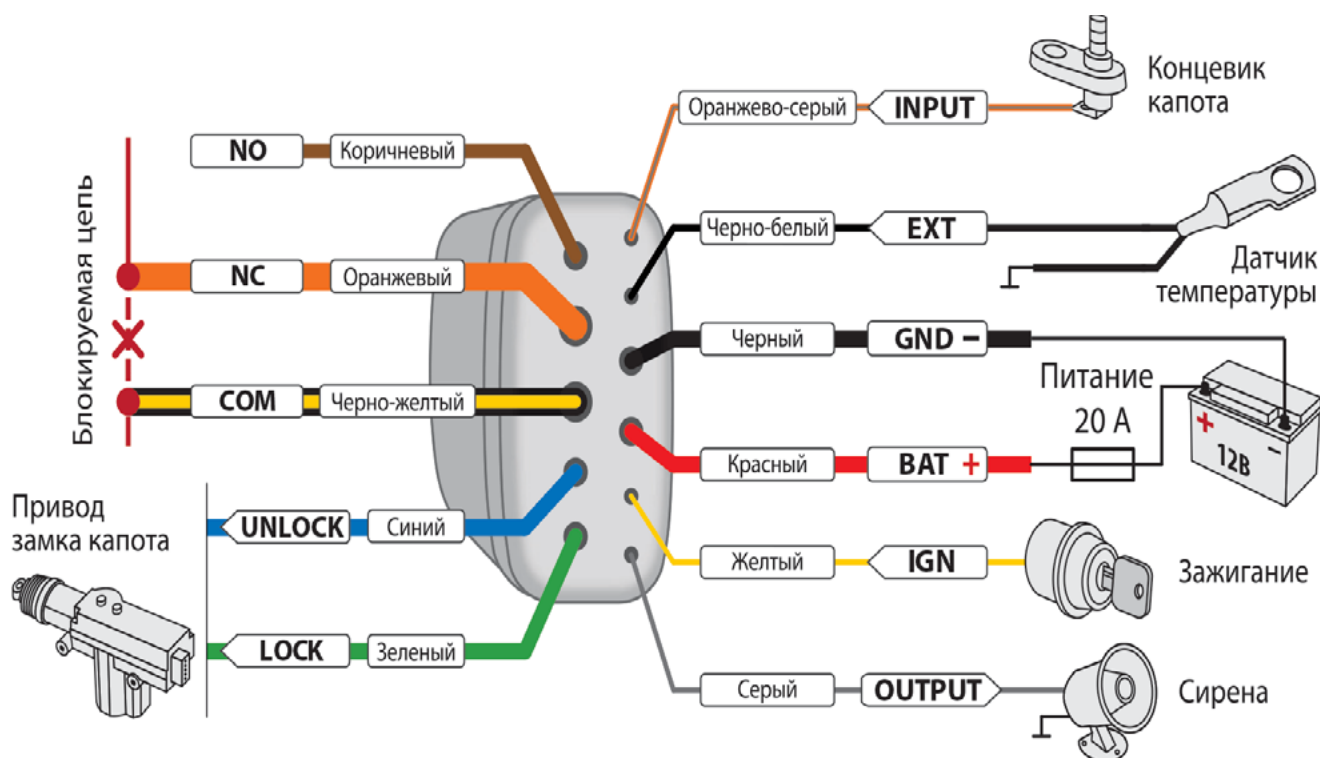 Блокируемая цепь
NO
Коричневый
NC
Оранжевый
COM
Черно-желтый
Привод
замка капота
UNLOCK
Синий
LOCK
Зеленый
Оранжево-серый
INPUT
Концевик
капота
Черно-белый
EXT
Датчик
температуры
Черный
GND –
Питание
20 А
Красный
BAT +
+
–
12В
Желтый
IGN
Зажигание
Серый
OUTPUT
Сирена